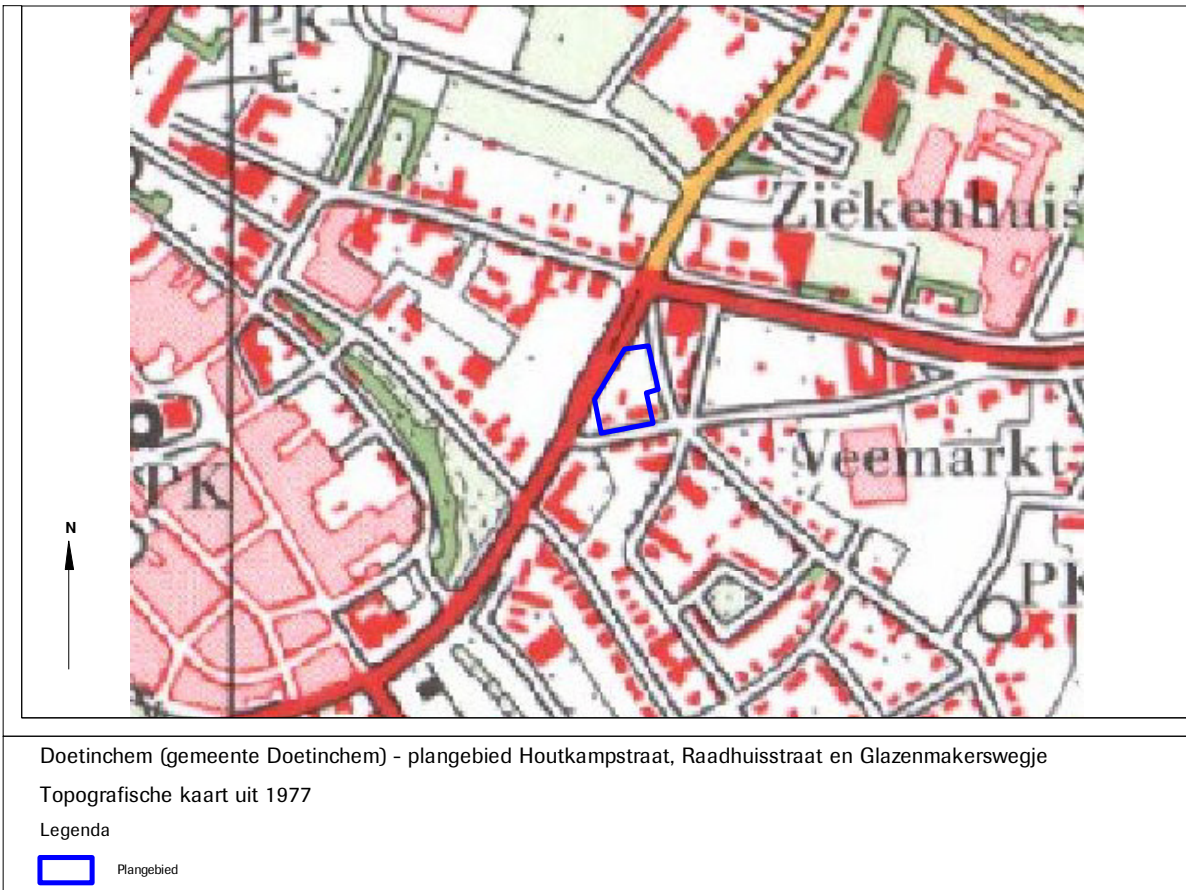 PK
Ziekenhuis
Veemarkt
PK
PK
N
Doetinchem (gemeente Doetinchem) - plangebied Houtkampstraat, Raadhuisstraat en Glazenmakerswegje
Topografische kaart uit 1977
Legenda
Plangebied